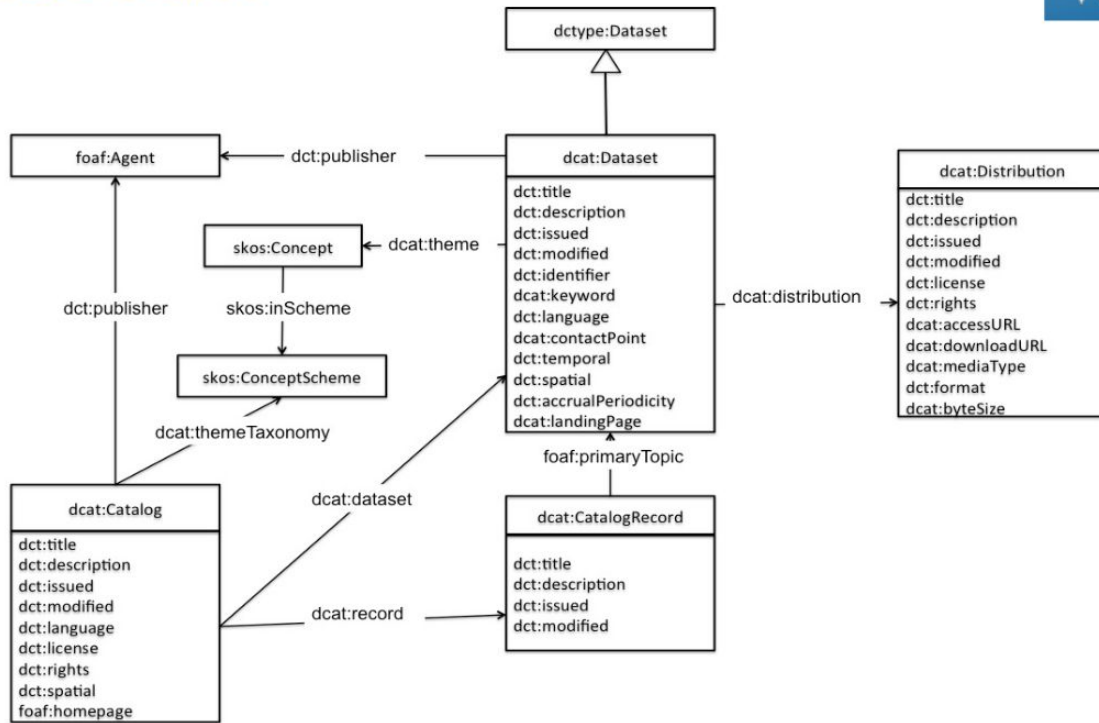 dctype:Dataset
foaf:Agent
dct:publisher
dcat:Dataset
dct:title
dct:description
dct:issued
dct:modified
dct:identifier
dcat:keyword
dct:language
dcat:contactPoint
dct:temporal
dct:spatial
dct:accrualPeriodicity
dcat:landingPage
dcat:Distribution
dct:title
dct:description
dct:issued
dct:modified
dct:license
dct:rights
dcat:accessURL
dcat:downloadURL
dcat:mediaType
dct:format
dcat:byteSize
skos:Concept
dcat:theme
dcat:distribution
dct:publisher
skos:inScheme
skos:ConceptScheme
dcat:themeTaxonomy
foaf:primaryTopic
dcat:dataset
dcat:Catalog
dct:title
dct:description
dct:issued
dct:modified
dct:language
dct:license
dct:rights
dct:spatial
foaf:homepage
dcat:record
dcat:CatalogRecord
dct:title
dct:description
dct:issued
dct:modified